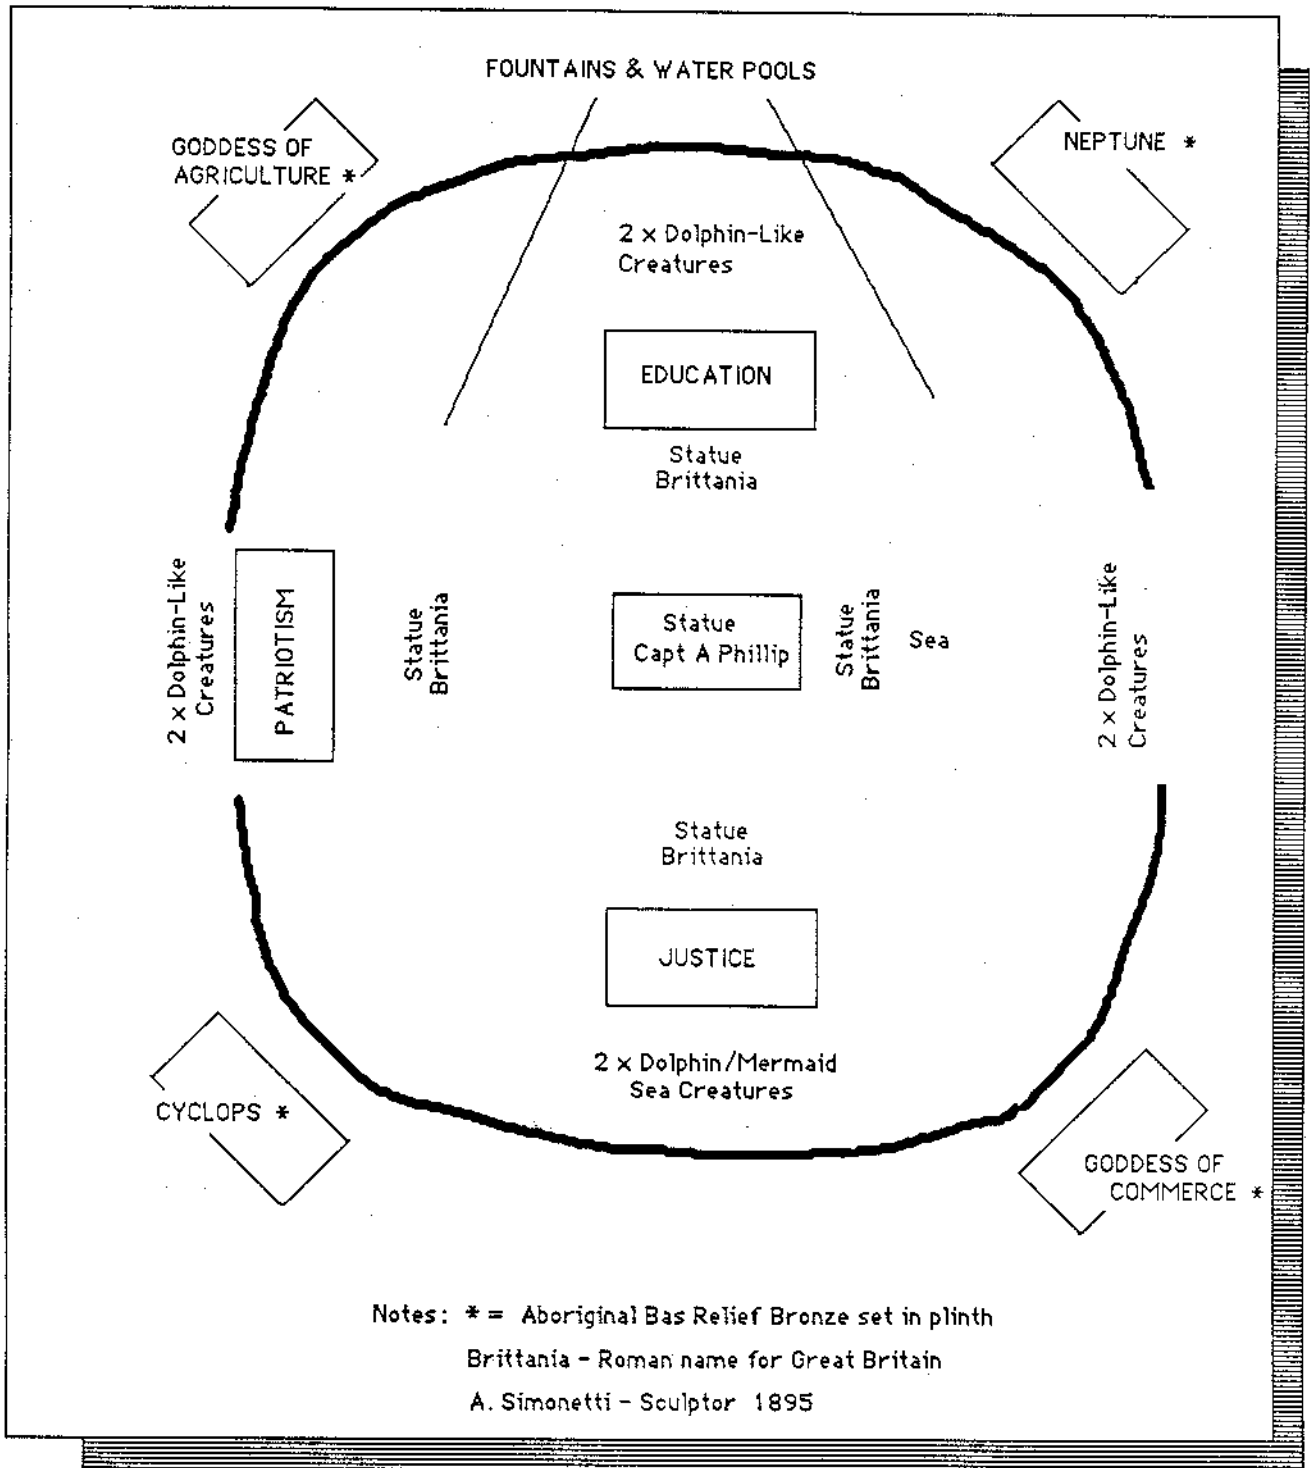 FOUNTAINS & WATER POOLS
GODDESS OF
AGRICULTURE *
NEPTUNE *
2 x Dolphin-Like
Creatures
EDUCATION
Statue
Brittania
2 x Dolphin-Like
Creatures
PATRIOTISM
Statue
Brittania
Statue
Capt A Phillip
Statue
Brittania
Sea
2 x Dolphin-Like
Creatures
Statue
Brittania
JUSTICE
2 x Dolphin/Mermaid
Sea Creatures
CYCLOPS *
GODDESS OF
COMMERCE *
Notes: * = Aboriginal Bas Relief Bronze set in plinth
Brittania - Roman name for Great Britain
A. Simonetti - Sculptor 1895